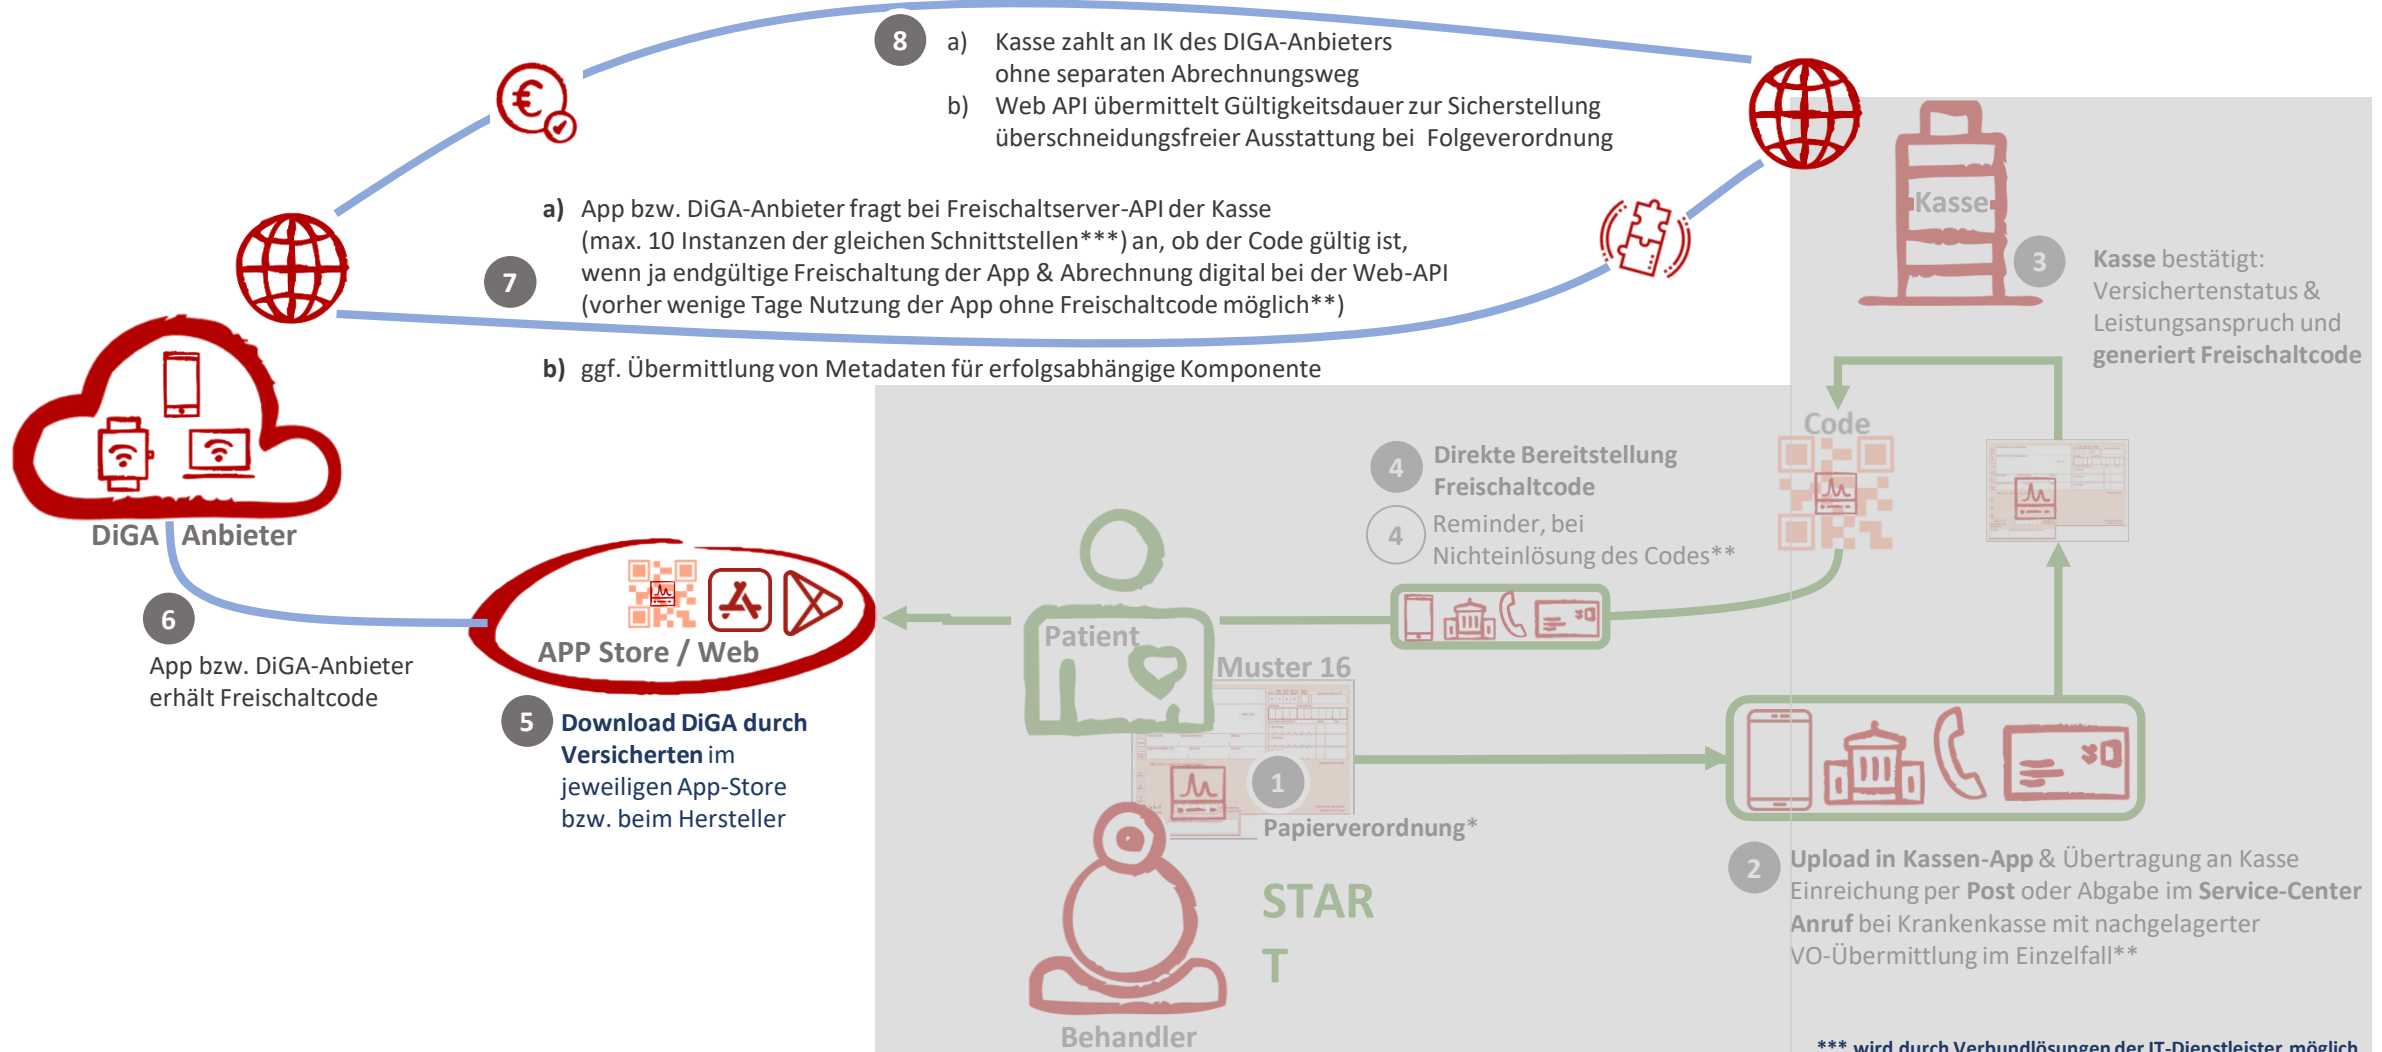 8
a) Kasse zahlt an IK des DIGA-Anbieters
ohne separaten Abrechnungsweg
b) Web API übermittelt Gültigkeitsdauer zur Sicherstellung
überschneidungsfreier Ausstattung bei Folgeverordnung
7
a) App bzw. DiGA-Anbieter fragt bei Freischaltserver-API der Kasse
(max. 10 Instanzen der gleichen Schnittstellen***) an, ob der Code gültig ist,
wenn ja endgültige Freischaltung der App & Abrechnung digital bei der Web-API
(vorher wenige Tage Nutzung der App ohne Freischaltcode möglich**)
b) ggf. Übermittlung von Metadaten für erfolgsabhängige Komponente
Kasse
3
Kasse bestätigt:
Versichertenstatus &
Leistungsanspruch und
generiert Freischaltcode
Code
4
Direkte Bereitstellung
Freischaltcode
4
Reminder, bei
Nichteinlösung des Codes**
DiGA Anbieter
6
App bzw. DiGA-Anbieter
erhält Freischaltcode
APP Store / Web
5
Download DiGA durch
Versicherten im
jeweiligen App-Store
bzw. beim Hersteller
Patient
Muster 16
1
Papierverordnung*
STAR
T
Behandler
2
Upload in Kassen-App & Übertragung an Kasse
Einreichung per Post oder Abgabe im Service-Center
Anruf bei Krankenkasse mit nachgelagerter
VO-Übermittlung im Einzelfall**
*** wird durch Verbundlösungen der IT-Dienstleister möglich